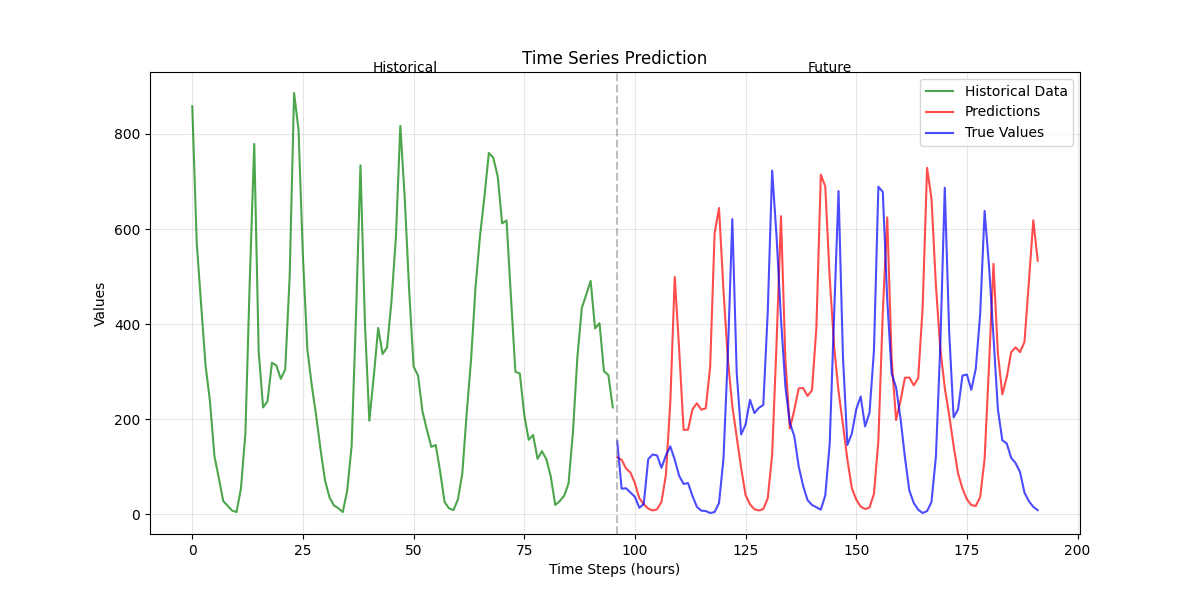 Time Series Prediction
Historical
Future
Historical Data
Predictions
True Values
Values
800
600
400
200
0
0
25
50
75
100
125
150
175
200
Time Steps (hours)